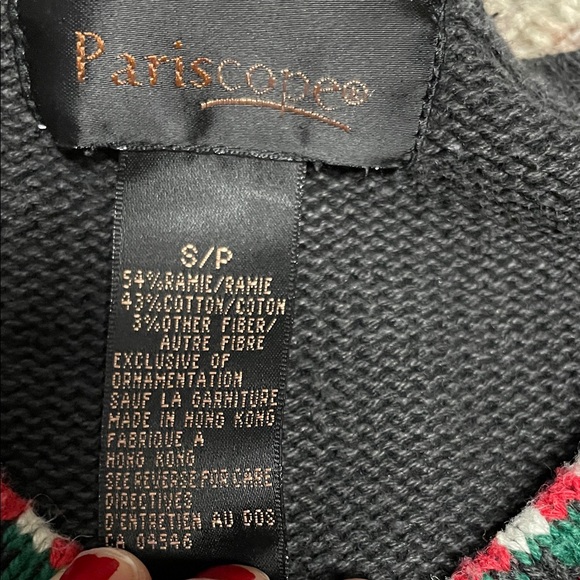 Pariscope®
S/P
54%RAMIE/RAMIE
43%COTTON/COTON
3%OTHER FIBER/
AUTRE FIBRE
EXCLUSIVE OF
ORNAMENTATION
SAUF LA GARNITURE
MADE IN HONG KONG
FABRIQUE A
HONG KONG
SEE REVERSE FOR CARE
DIRECTIVES
D'ENTRETIEN AU DOS
CA 04546